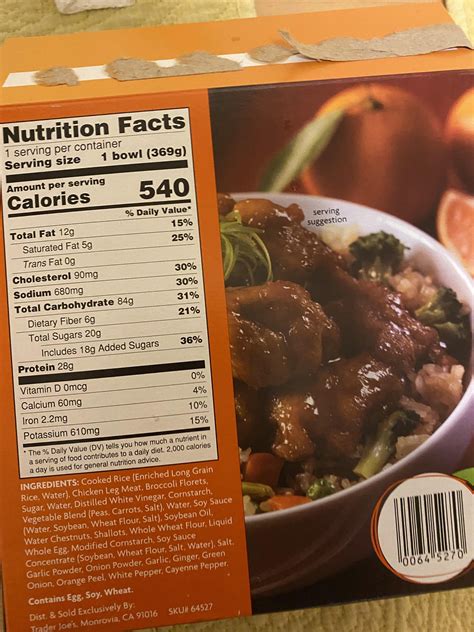 Nutrition Facts
1 serving per container
Serving size 1 bowl (369g)
Amount per serving
Calories 540
% Daily Value*
Total Fat 12g 15%
Saturated Fat 5g 25%
Trans Fat 0g
Cholesterol 90mg 30%
Sodium 680mg 30%
Total Carbohydrate 84g 31%
Dietary Fiber 6g 21%
Total Sugars 20g
Includes 18g Added Sugars 36%
Protein 28g
Vitamin D 0mcg 0%
Calcium 60mg 4%
Iron 2.2mg 10%
Potassium 610mg 15%
* The % Daily Value (DV) tells you how much a nutrient in
a serving of food contributes to a daily diet. 2,000 calories
a day is used for general nutrition advice.
INGREDIENTS: Cooked Rice (Enriched Long Grain
Rice, Water), Chicken Leg Meat, Broccoli Florets,
Sugar, Water, Distilled White Vinegar, Cornstarch,
Vegetable Blend (Peas, Carrots, Salt), Water, Soy Sauce
(Water, Soybean, Wheat Flour, Salt), Soybean Oil,
Water Chestnuts, Shallots, Whole Wheat Flour, Liquid
Whole Egg, Modified Cornstarch, Soy Sauce
Concentrate (Soybean, Wheat Flour, Salt, Water), Salt,
Garlic Powder, Onion Powder, Garlic, Ginger, Green
Onion, Orange Peel, White Pepper, Cayenne Pepper.
Contains Egg, Soy, Wheat.
Dist. & Sold Exclusively By:
Trader Joe's, Monrovia, CA 91016 SKU# 64527
serving
suggestion
0064 5270